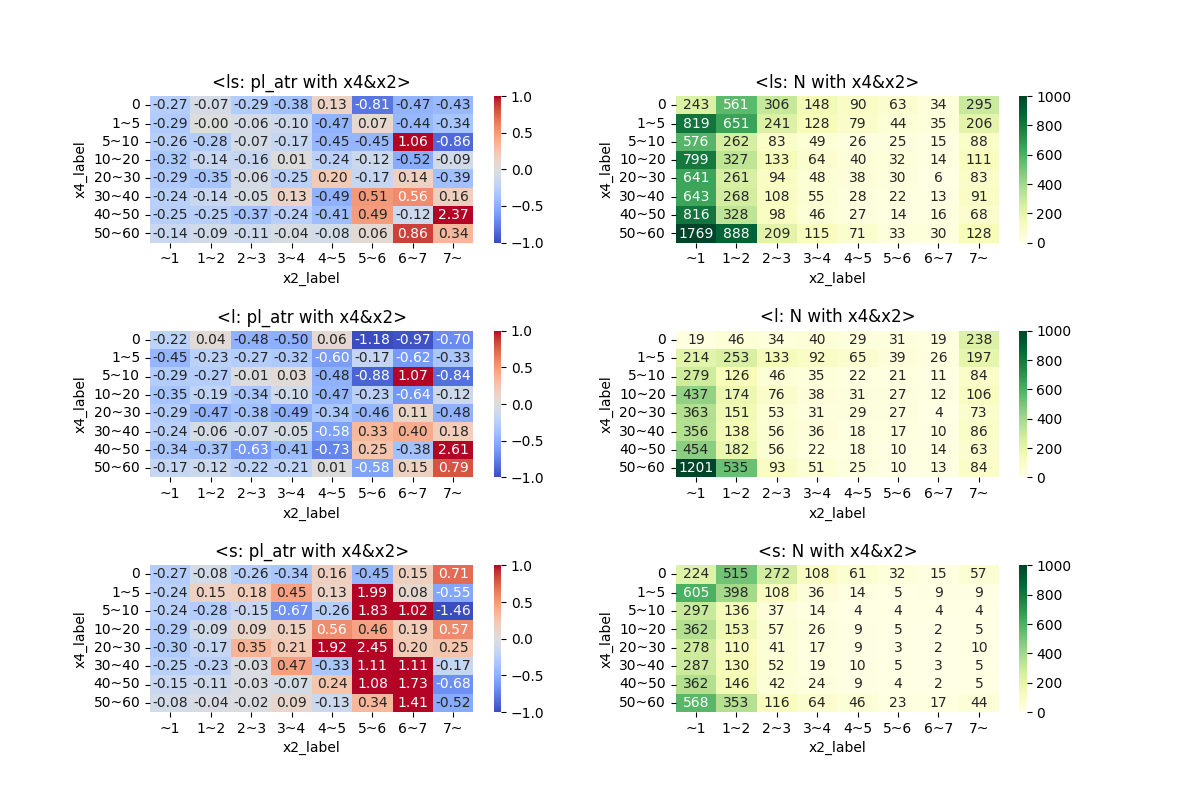 <ls: pl_atr with x4&x2>
x4_label
0 -0.27 -0.07 -0.29 -0.38 0.13 -0.81 -0.47 -0.43
1~5 -0.29 -0.00 -0.06 -0.10 -0.47 0.07 -0.44 -0.34
5~10 -0.26 -0.28 -0.07 -0.17 -0.45 -0.45 1.06 -0.86
10~20 -0.32 -0.14 -0.16 0.01 -0.24 -0.12 -0.52 -0.09
20~30 -0.29 -0.35 -0.06 -0.25 0.20 -0.17 0.14 -0.39
30~40 -0.24 -0.14 -0.05 0.13 -0.49 0.51 0.56 0.16
40~50 -0.25 -0.25 -0.37 -0.24 -0.41 0.49 -0.12 2.37
50~60 -0.14 -0.09 -0.11 -0.04 -0.08 0.06 0.86 0.34
~1 1~2 2~3 3~4 4~5 5~6 6~7 7~
x2_label
1.0
0.5
0.0
−0.5
−1.0
<ls: N with x4&x2>
x4_label
0 243 561 306 148 90 63 34 295
1~5 819 651 241 128 79 44 35 206
5~10 576 262 83 49 26 25 15 88
10~20 799 327 133 64 40 32 14 111
20~30 641 261 94 48 38 30 6 83
30~40 643 268 108 55 28 22 13 91
40~50 816 328 98 46 27 14 16 68
50~60 1769 888 209 115 71 33 30 128
~1 1~2 2~3 3~4 4~5 5~6 6~7 7~
x2_label
1000
800
600
400
200
0
<l: pl_atr with x4&x2>
x4_label
0 -0.22 0.04 -0.48 -0.50 0.06 -1.18 -0.97 -0.70
1~5 -0.45 -0.23 -0.27 -0.32 -0.60 -0.17 -0.62 -0.33
5~10 -0.29 -0.27 -0.01 0.03 -0.48 -0.88 1.07 -0.84
10~20 -0.35 -0.19 -0.34 -0.10 -0.47 -0.23 -0.64 -0.12
20~30 -0.29 -0.47 -0.38 -0.49 -0.34 -0.46 0.11 -0.48
30~40 -0.24 -0.06 -0.07 -0.05 -0.58 0.33 0.40 0.18
40~50 -0.34 -0.37 -0.63 -0.41 -0.73 0.25 -0.38 2.61
50~60 -0.17 -0.12 -0.22 -0.21 0.01 -0.58 0.15 0.79
~1 1~2 2~3 3~4 4~5 5~6 6~7 7~
x2_label
1.0
0.5
0.0
−0.5
−1.0
<l: N with x4&x2>
x4_label
0 19 46 34 40 29 31 19 238
1~5 214 253 133 92 65 39 26 197
5~10 279 126 46 35 22 21 11 84
10~20 437 174 76 38 31 27 12 106
20~30 363 151 53 31 29 27 4 73
30~40 356 138 56 36 18 17 10 86
40~50 454 182 56 22 18 10 14 63
50~60 1201 535 93 51 25 10 13 84
~1 1~2 2~3 3~4 4~5 5~6 6~7 7~
x2_label
1000
800
600
400
200
0
<s: pl_atr with x4&x2>
x4_label
0 -0.27 -0.08 -0.26 -0.34 0.16 -0.45 0.15 0.71
1~5 -0.24 0.15 0.18 0.45 0.13 1.99 0.08 -0.55
5~10 -0.24 -0.28 -0.15 -0.67 -0.26 1.83 1.02 -1.46
10~20 -0.29 -0.09 0.09 0.15 0.56 0.46 0.19 0.57
20~30 -0.30 -0.17 0.35 0.21 1.92 2.45 0.20 0.25
30~40 -0.25 -0.23 -0.03 0.47 -0.33 1.11 1.11 -0.17
40~50 -0.15 -0.11 -0.03 -0.07 0.24 1.08 1.73 -0.68
50~60 -0.08 -0.04 -0.02 0.09 -0.13 0.34 1.41 -0.52
~1 1~2 2~3 3~4 4~5 5~6 6~7 7~
x2_label
1.0
0.5
0.0
−0.5
−1.0
<s: N with x4&x2>
x4_label
0 224 515 272 108 61 32 15 57
1~5 605 398 108 36 14 5 9 9
5~10 297 136 37 14 4 4 4 4
10~20 362 153 57 26 9 5 2 5
20~30 278 110 41 17 9 3 2 10
30~40 287 130 52 19 10 5 3 5
40~50 362 146 42 24 9 4 2 5
50~60 568 353 116 64 46 23 17 44
~1 1~2 2~3 3~4 4~5 5~6 6~7 7~
x2_label
1000
800
600
400
200
0